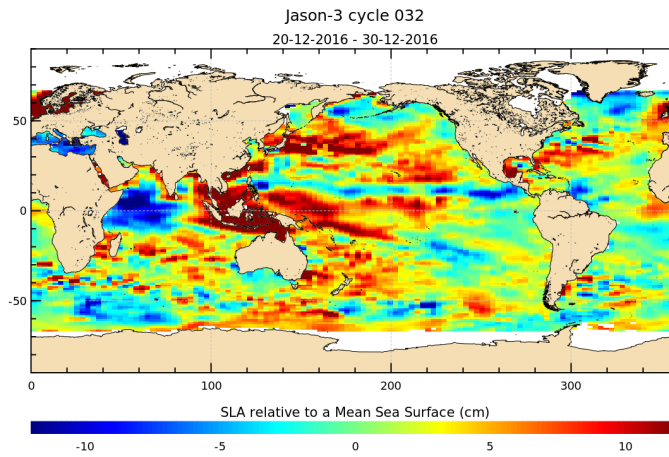 Jason-3 cycle 032
20-12-2016 - 30-12-2016
50
0
-50
0 100 200 300
SLA relative to a Mean Sea Surface (cm)
-10 -5 0 5 10